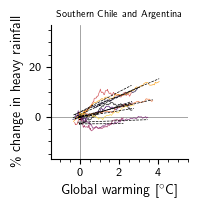 Southern Chile and Argentina
% change in heavy rainfall
20
0
0
2
4
Global warming [°C]